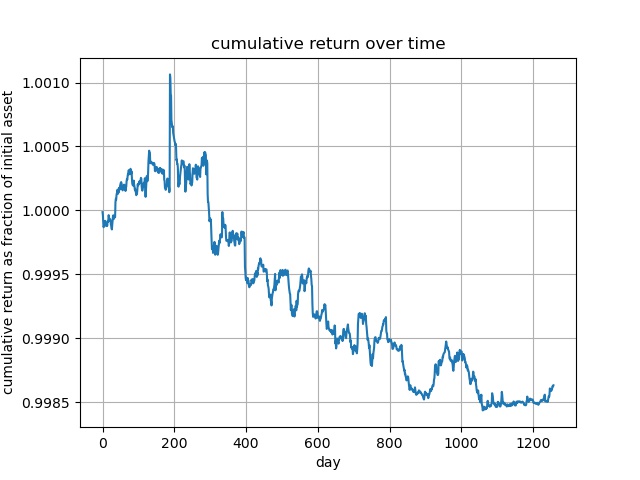 cumulative return over time
cumulative return as fraction of initial asset
1.0010
1.0005
1.0000
0.9995
0.9990
0.9985
0 200 400 600 800 1000 1200
day